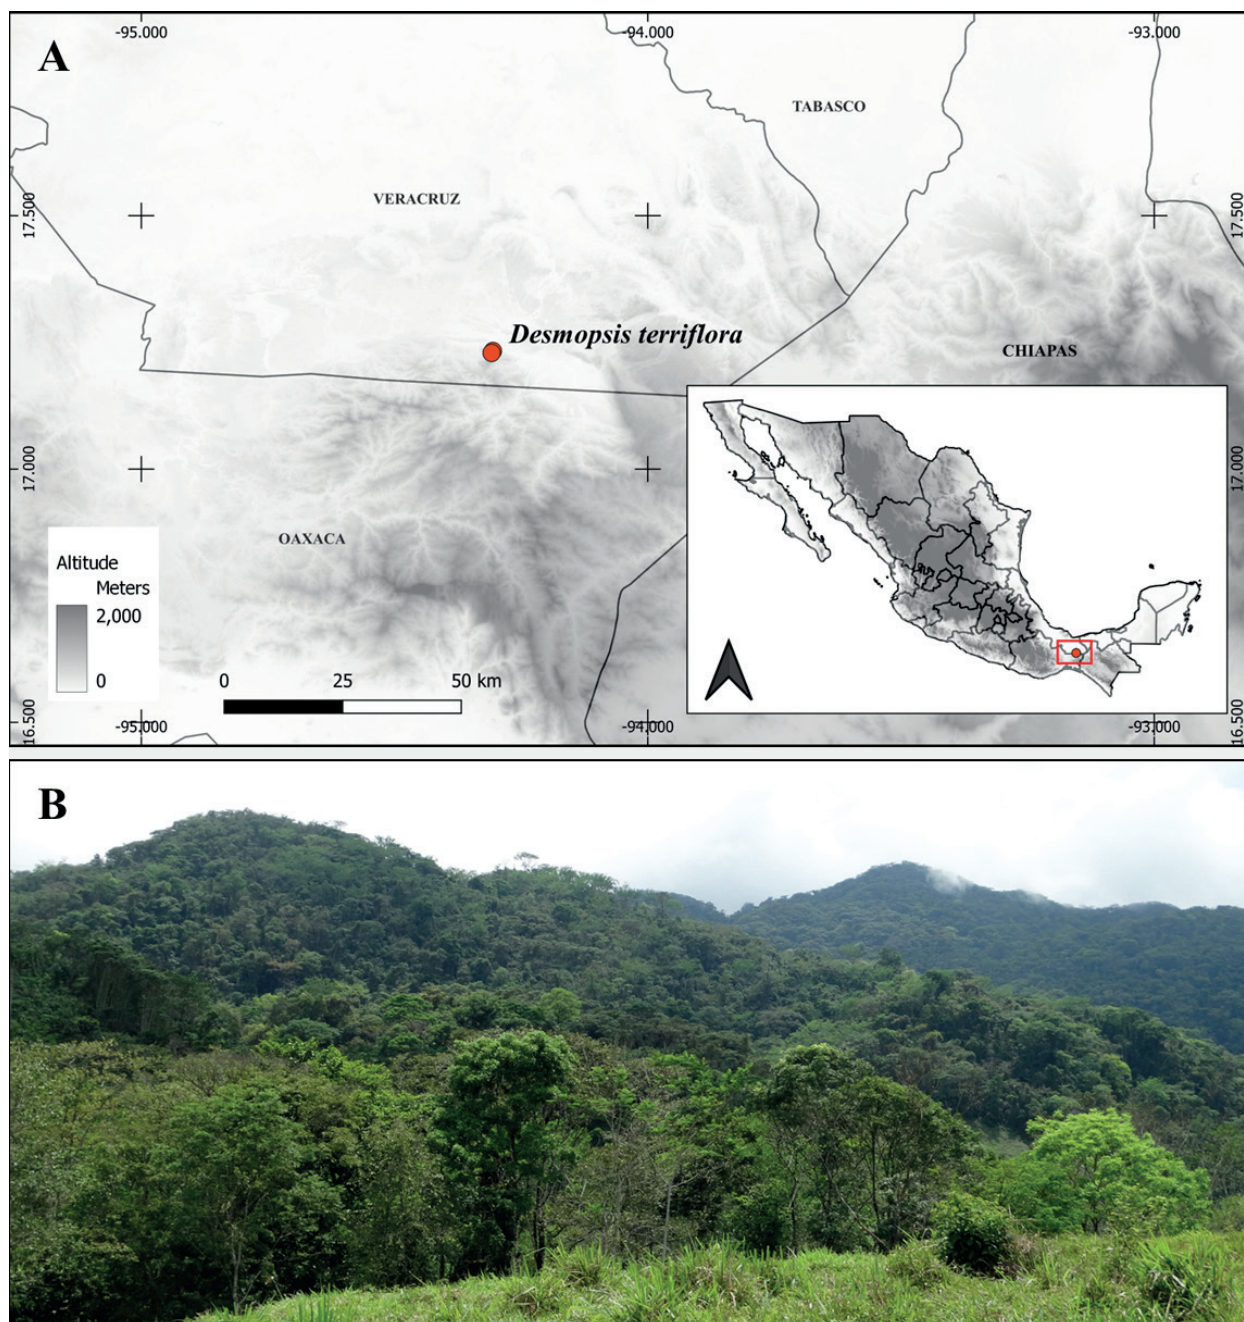 A
-95.000
-94.000
-93.000
TABASCO
VERACRUZ
17.500
17.500
Desmopsis terriflora
CHIAPAS
17.000
17.000
OAXACA
Altitude
Meters
2,000
0
0
25
50 km
16.500
16.500
-95.000
-94.000
-93.000
B